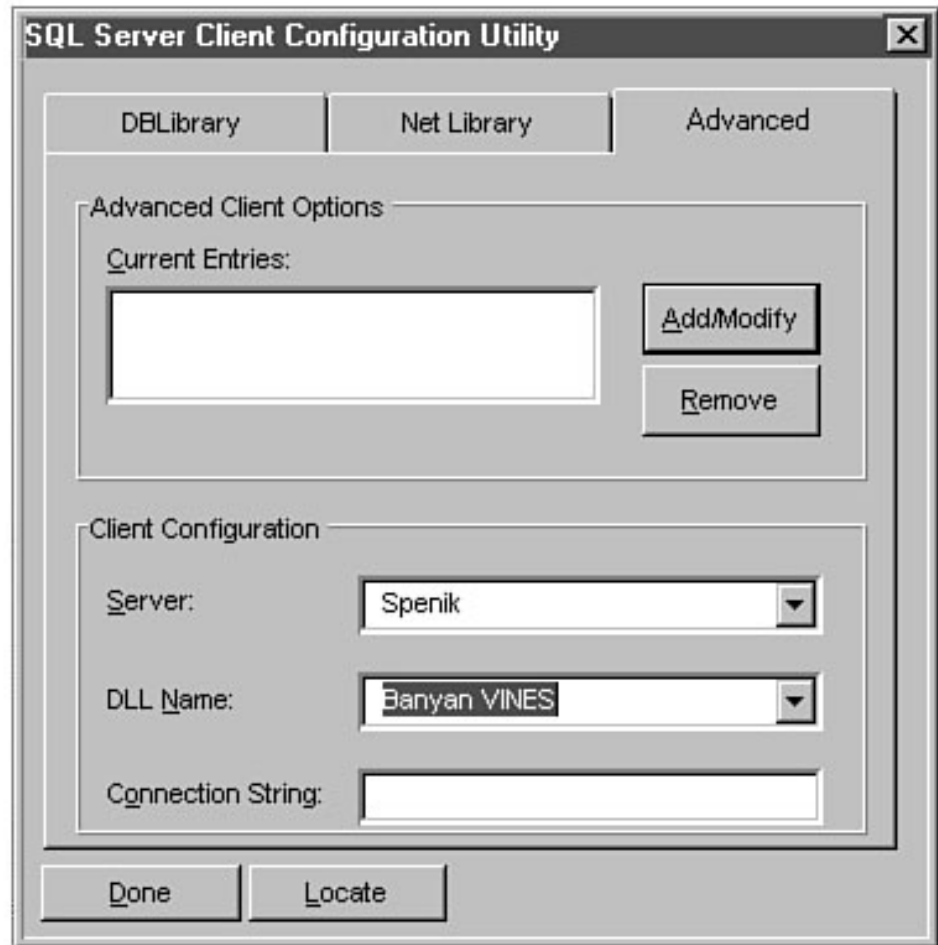 SQL Server Client Configuration Utility
DBLibrary
Net Library
Advanced
Advanced Client Options
Current Entries:
Add/Modify
Remove
Client Configuration
Server:
Spenik
DLL Name:
Banyan VINES
Connection String:
Done
Locate